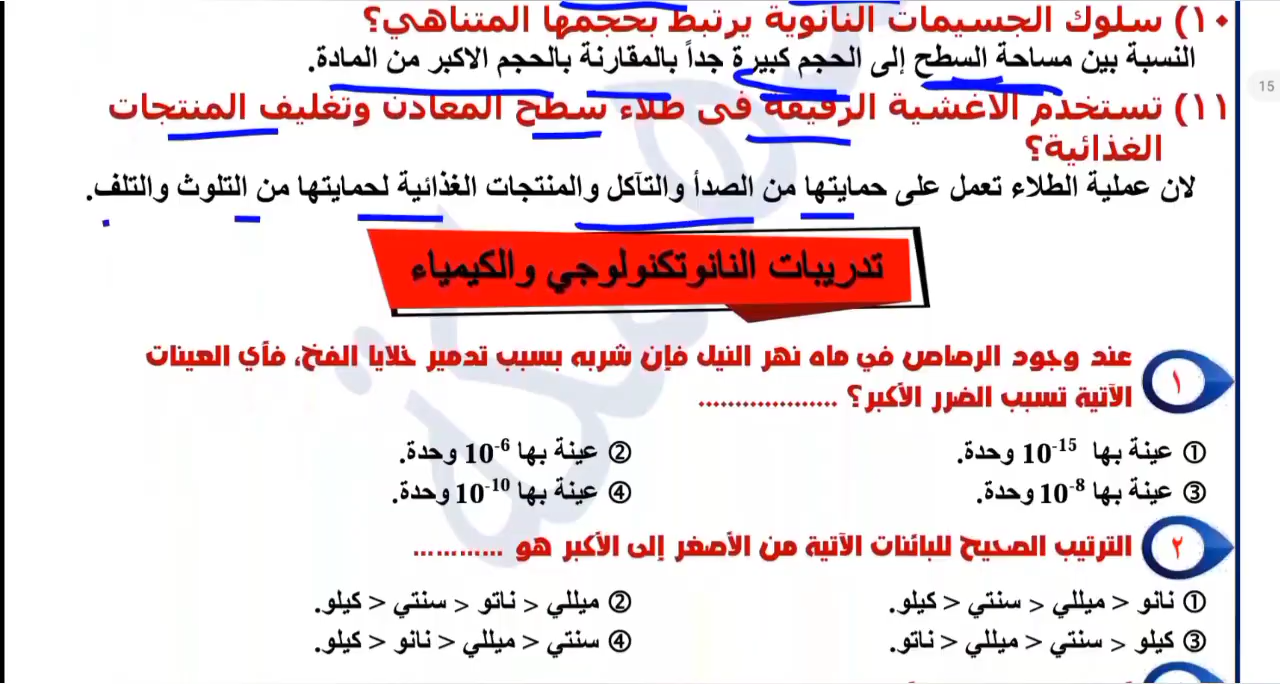 ١٠) سلوك الجسيمات النانوية يرتبط بحجمها المتناهي؟
النسبة بين مساحة السطح إلى الحجم كبيرة جداً بالمقارنة بالحجم الاكبر من المادة.
15
١١) تستخدم الأغشية الرقيقة فى طلاء سطح المعادن وتغليف المنتجات
الغذائية؟
لان عملية الطلاء تعمل على حمايتها من الصدأ والتآكل والمنتجات الغذائية لحمايتها من التلوث والتلف.
تدريبات النانوتكنولوجي والكيمياء
١ عند وجود الرصاص في ماء نهر النيل فإن شربه بسبب تدمير خلايا المخ، فأي العينات
الآتية تسبب الضرر الأكبر؟ ...................
① عينة بها 10⁻¹⁵ وحدة. ② عينة بها 10⁻⁶ وحدة.
③ عينة بها 10⁻⁸ وحدة. ④ عينة بها 10⁻¹⁰ وحدة.
٢ الترتيب الصحيح للبائنات الآتية من الأصغر إلى الأكبر هو ............
① نانو < ميللي < سنتي < كيلو. ② ميللي < ناتو < سنتي < كيلو.
③ كيلو < سنتي < ميللي < ناتو. ④ سنتي < ميللي < نانو < كيلو.